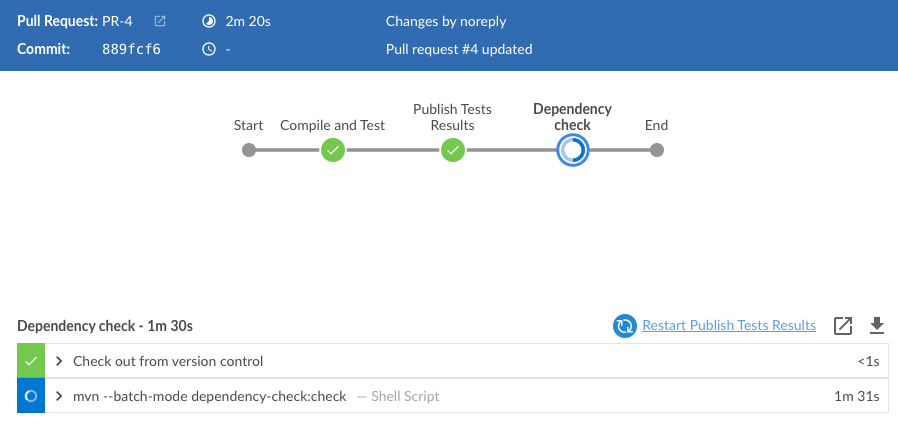 Pull Request: PR-4 2m 20s Changes by noreply
Commit: 889fcf6 - Pull request #4 updated
Start Compile and Test Publish Tests Results Dependency check End
Dependency check - 1m 30s Restart Publish Tests Results
Check out from version control <1s
mvn --batch-mode dependency-check:check — Shell Script 1m 31s